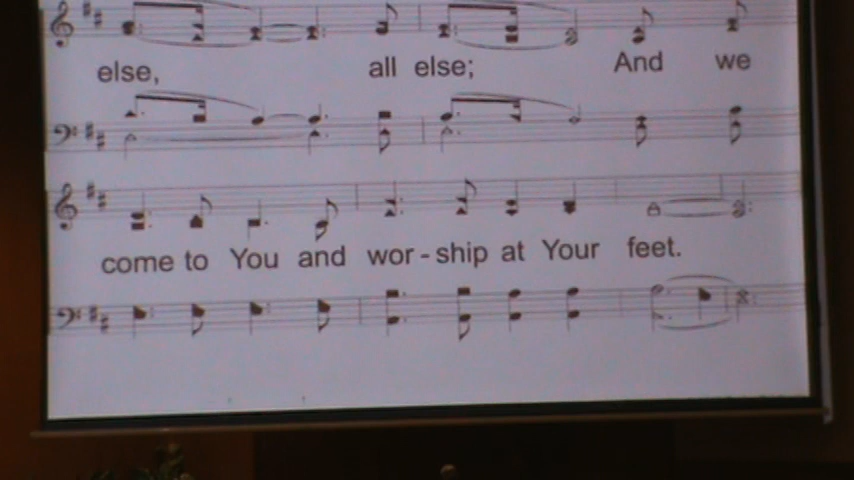 else, all else; And we
come to You and wor - ship at Your feet.